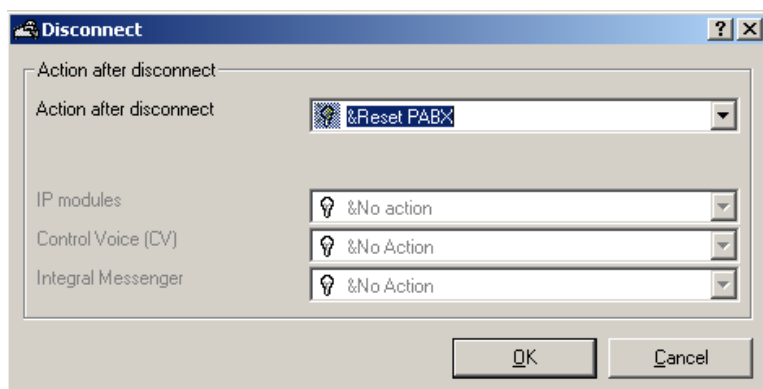 Disconnect
Action after disconnect
Action after disconnect &Reset PABX
IP modules &No action
Control Voice (CV) &No Action
Integral Messenger &No Action
OK Cancel